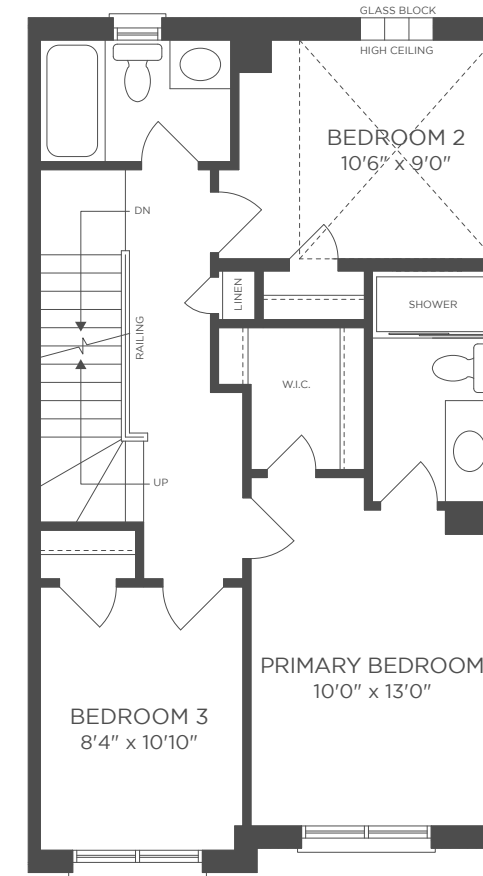 GLASS BLOCK
HIGH CEILING
BEDROOM 2
10'6" x 9'0"
DN
LINEN
SHOWER
RAILING
W.I.C.
UP
PRIMARY BEDROOM
10'0" x 13'0"
BEDROOM 3
8'4" x 10'10"